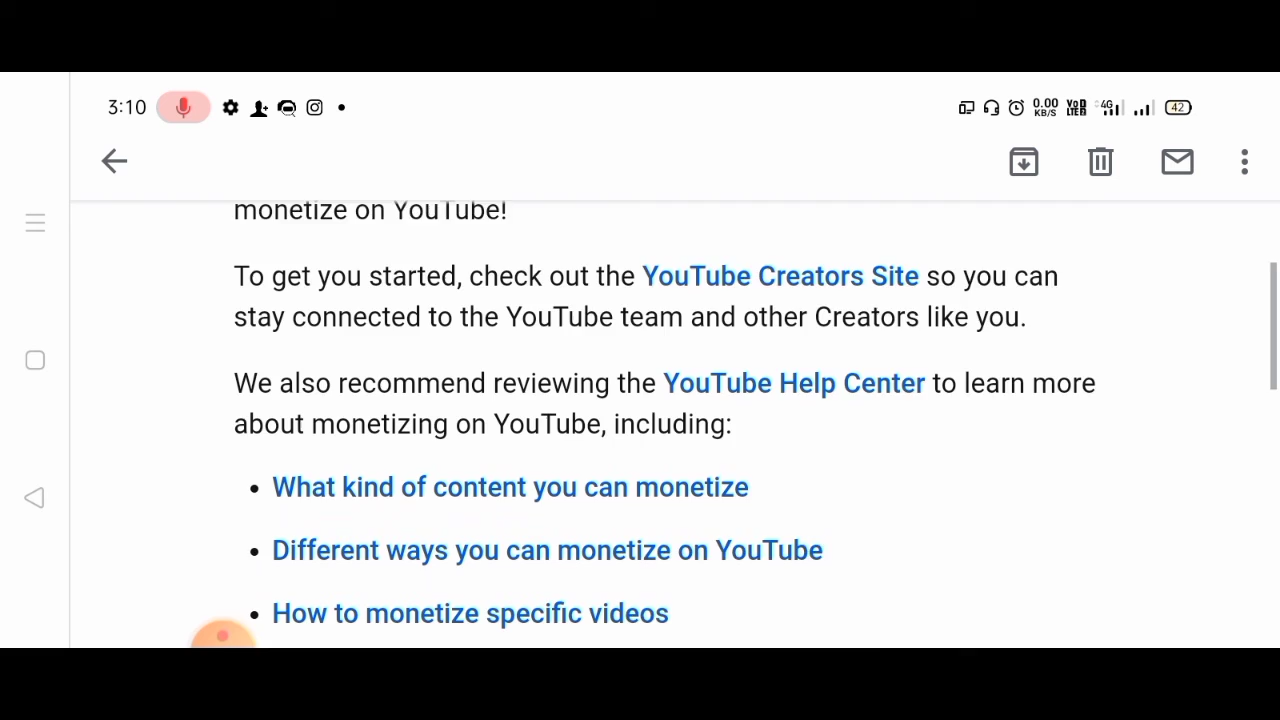 3:10
0.00
KB/S
VoD
LTE2
4G
42
monetize on YouTube!
To get you started, check out the YouTube Creators Site so you can
stay connected to the YouTube team and other Creators like you.
We also recommend reviewing the YouTube Help Center to learn more
about monetizing on YouTube, including:
• What kind of content you can monetize
• Different ways you can monetize on YouTube
• How to monetize specific videos